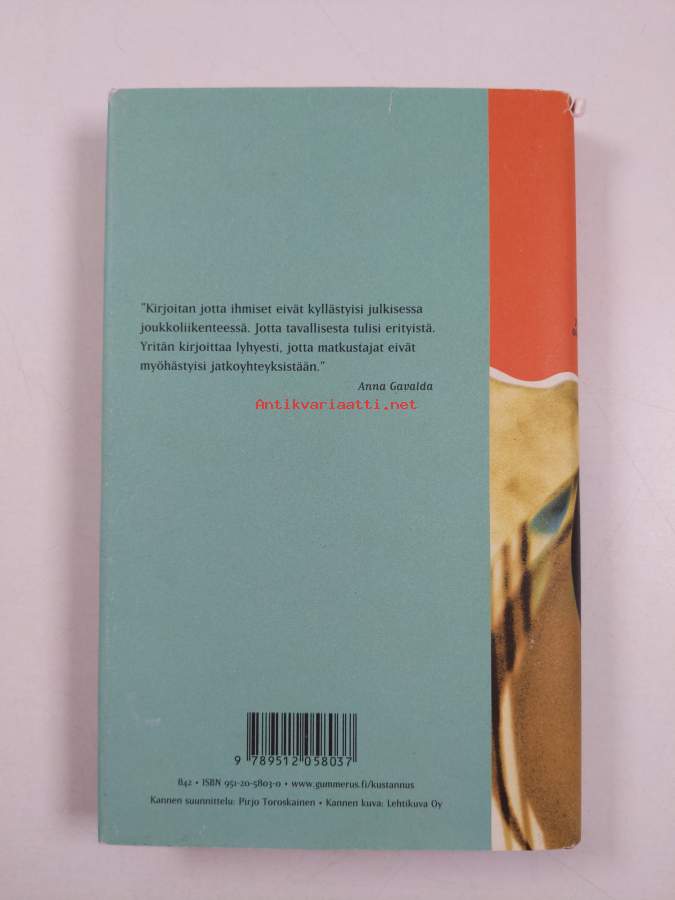 "Kirjoitan jotta ihmiset eivät kyllästyisi julkisessa
joukkoliikenteessä. Jotta tavallisesta tulisi erityistä.
Yritän kirjoittaa lyhyesti, jotta matkustajat eivät
myöhästyisi jatkoyhteyksistään."
Anna Gavalda
Antikvariaatti.net
9 789512 058037
842 • ISBN 951-20-5803-0 • www.gummerus.fi/kustannus
Kannen suunnittelu: Pirjo Toroskainen • Kannen kuva: Lehtikuva Oy